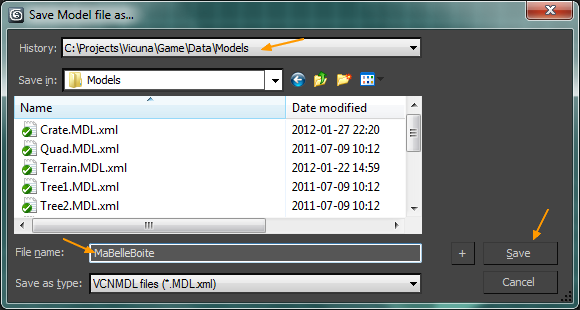 Save Model file as...
History: C:\Projects\Vicuna\Game\Data\Models
Save in: Models
Name Date modified
Crate.MDL.xml 2012-01-27 22:20
Quad.MDL.xml 2011-07-09 10:12
Terrain.MDL.xml 2012-01-22 14:59
Tree1.MDL.xml 2011-07-09 10:12
Tree2.MDL.xml 2011-07-09 10:12
File name: MaBelleBoite + Save
Save as type: VCNMDL files (*.MDL.xml) Cancel